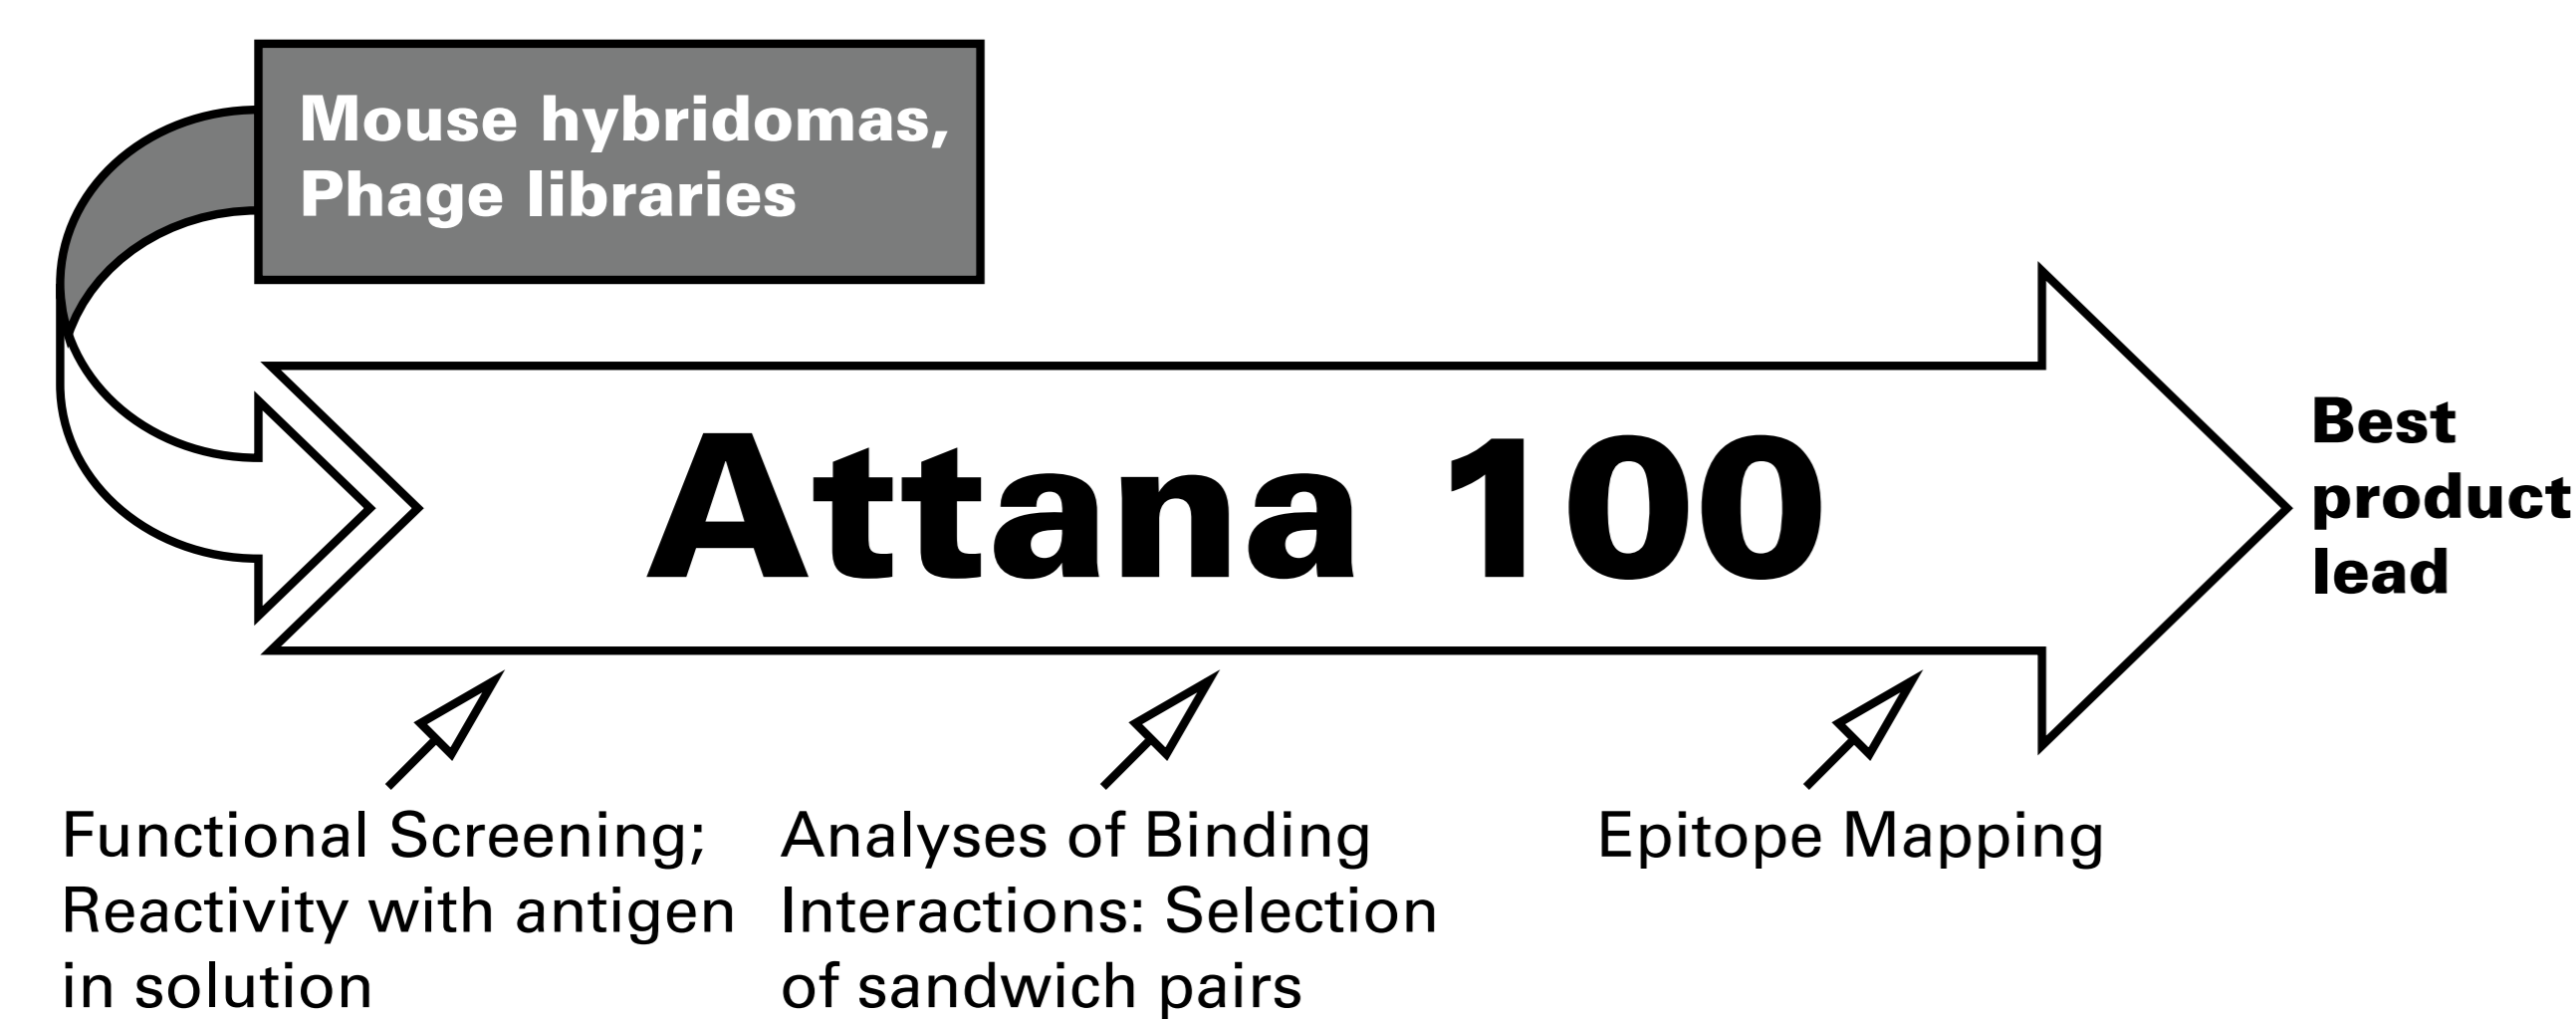 Mouse hybridomas,
Phage libraries
Attana 100
Best
product
lead
Functional Screening;
Reactivity with antigen
in solution
Analyses of Binding
Interactions: Selection
of sandwich pairs
Epitope Mapping